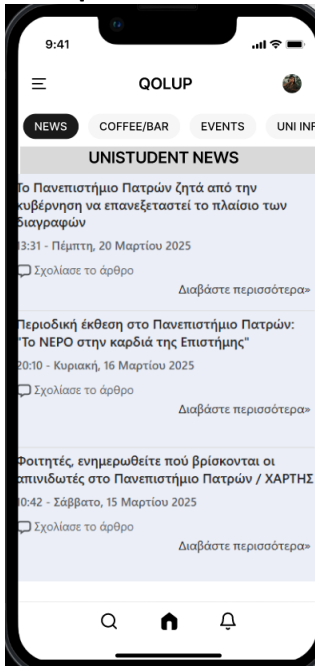 9:41
QOLUP
NEWS COFFEE/BAR EVENTS UNI INF
UNISTUDENT NEWS
Το Πανεπιστήμιο Πατρών ζητά από την
κυβέρνηση να επανεξεταστεί το πλαίσιο των
διαγραφών
13:31 - Πέμπτη, 20 Μαρτίου 2025
Σχολίασε το άρθρο
Διαβάστε περισσότερα»
Περιοδική έκθεση στο Πανεπιστήμιο Πατρών:
"Το ΝΕΡΟ στην καρδιά της Επιστήμης"
20:10 - Κυριακή, 16 Μαρτίου 2025
Σχολίασε το άρθρο
Διαβάστε περισσότερα»
Φοιτητές, ενημερωθείτε πού βρίσκονται οι
απινιδωτές στο Πανεπιστήμιο Πατρών / ΧΑΡΤΗΣ
10:42 - Σάββατο, 15 Μαρτίου 2025
Σχολίασε το άρθρο
Διαβάστε περισσότερα»